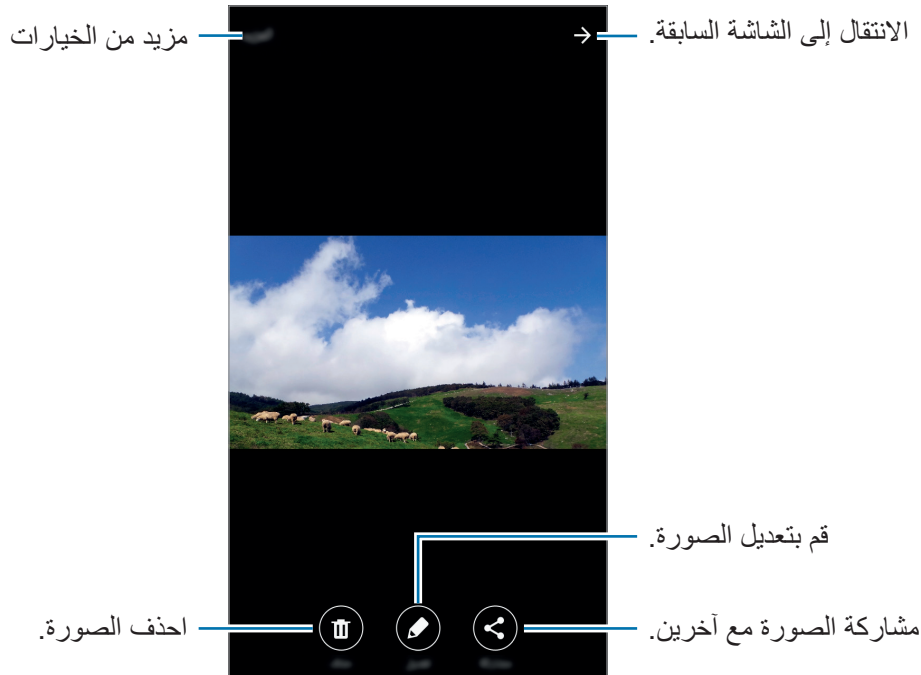 الانتقال إلى الشاشة السابقة.
مزيد من الخيارات
قم بتعديل الصورة.
مشاركة الصورة مع آخرين.
احذف الصورة.